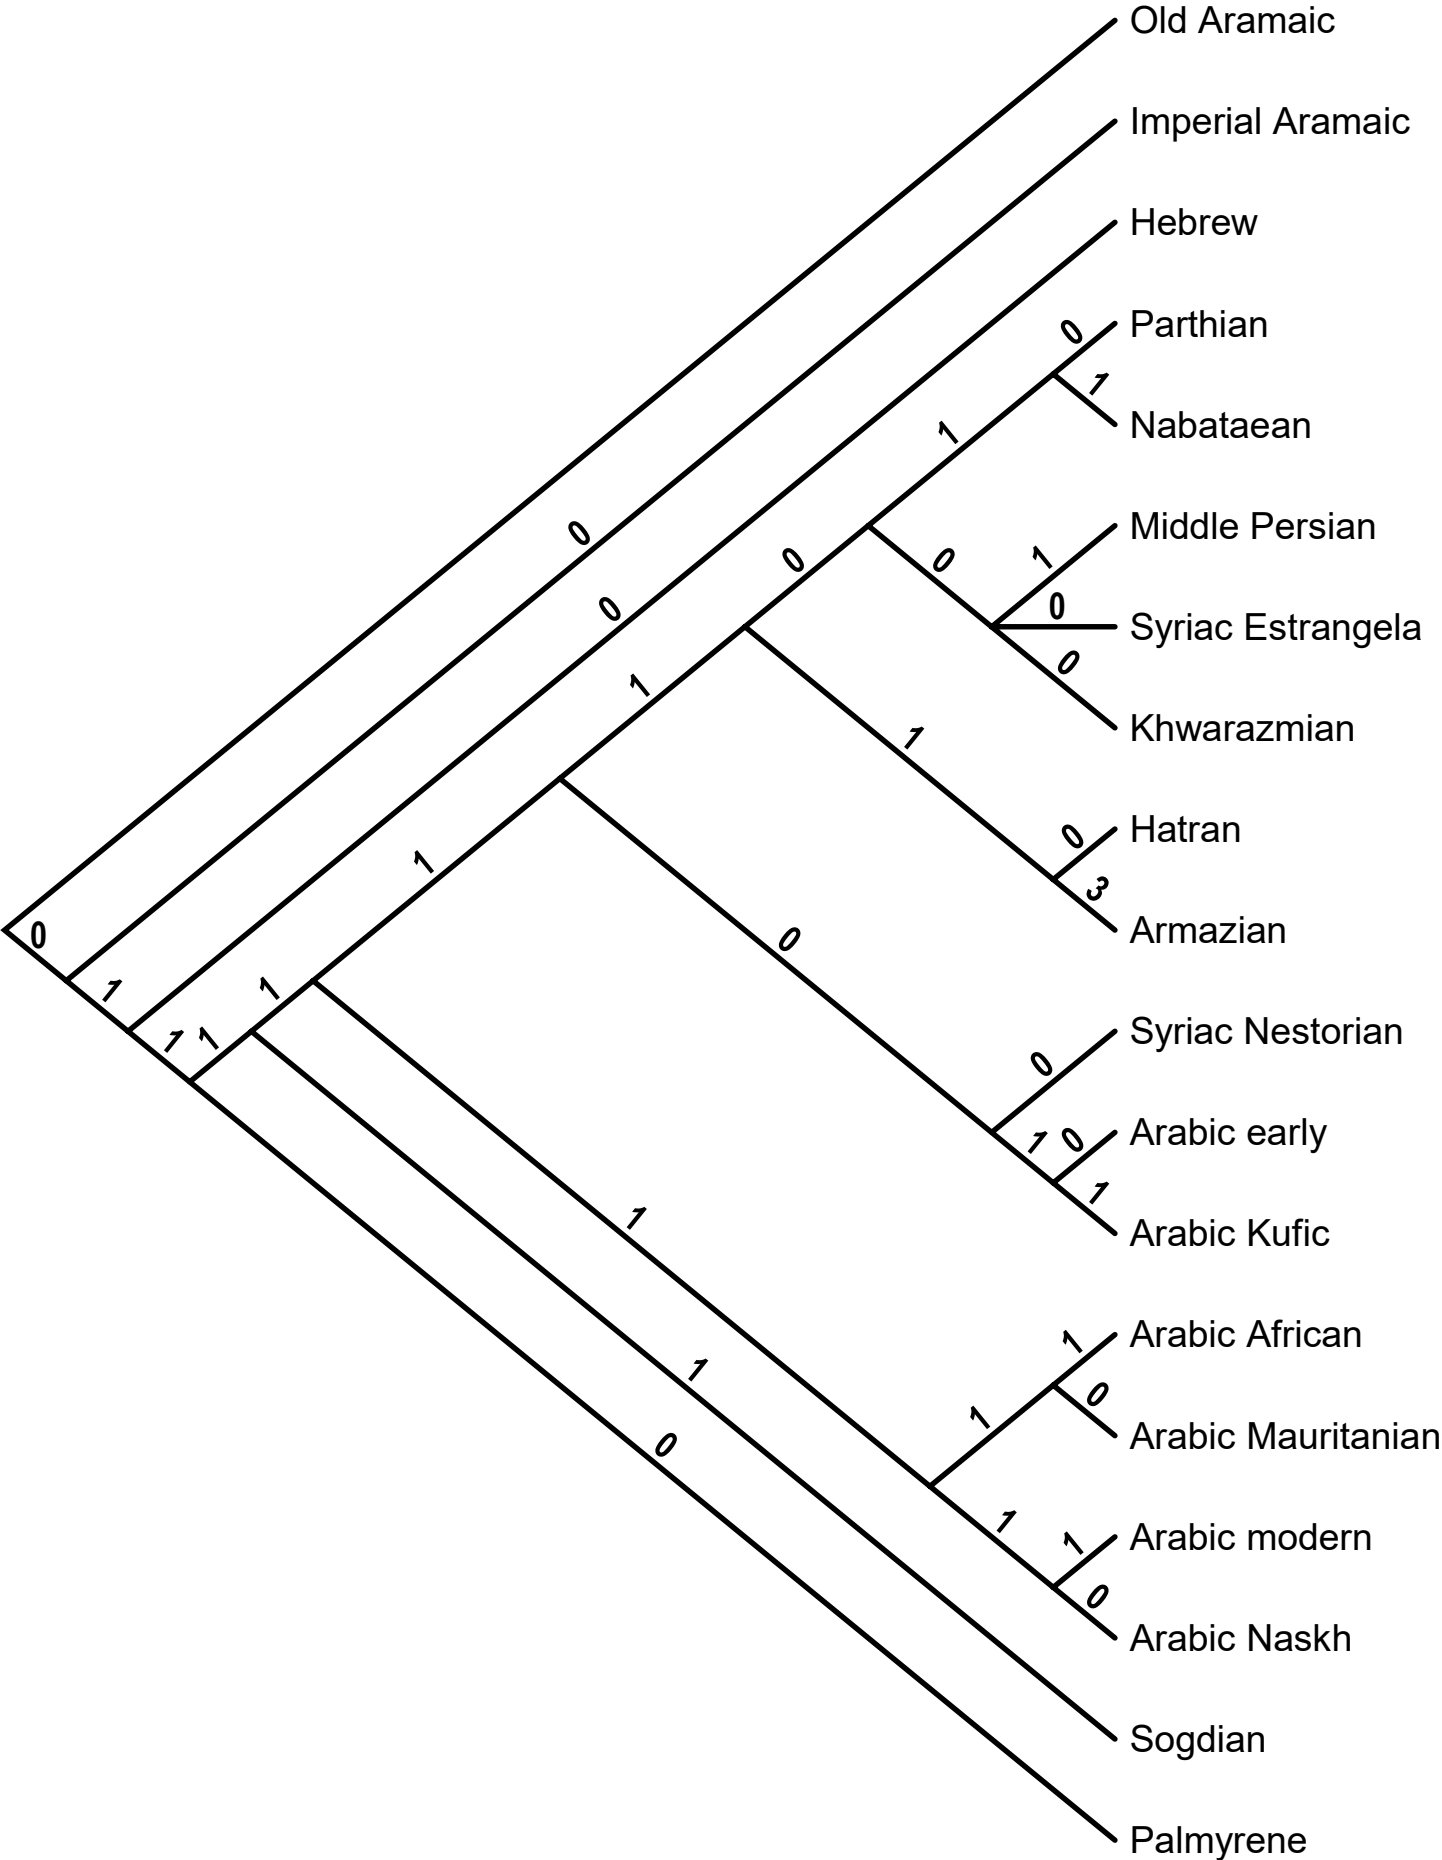 Old Aramaic
Imperial Aramaic
Hebrew
0 Parthian
1
1 Nabataean
0
0 Middle Persian
0 0 1
0 Syriac Estrangela
0
0
1 Khwarazmian
1
0 Hatran
1
3
0 0 Armazian
1 1
1 1 Syriac Nestorian
0
1 0 Arabic early
1
1 Arabic Kufic
1 Arabic African
1
1 0
0 Arabic Mauritanian
1 1 Arabic modern
0
Arabic Naskh
Sogdian
Palmyrene